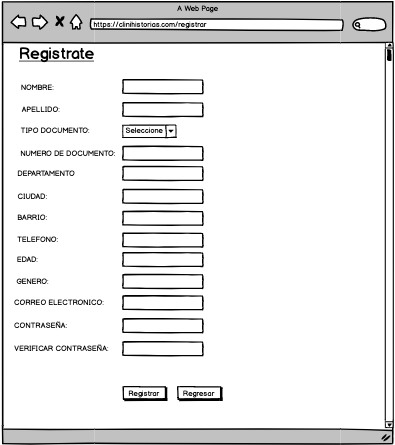 A Web Page
https://clinihistorias.com/registrar
Registrate
NOMBRE:
APELLIDO:
TIPO DOCUMENTO: Seleccione
NUMERO DE DOCUMENTO:
DEPARTAMENTO
CIUDAD:
BARRIO:
TELEFONO:
EDAD:
GENERO:
CORREO ELECTRONICO:
CONTRASEÑA:
VERIFICAR CONTRASEÑA:
Registrar Regresar